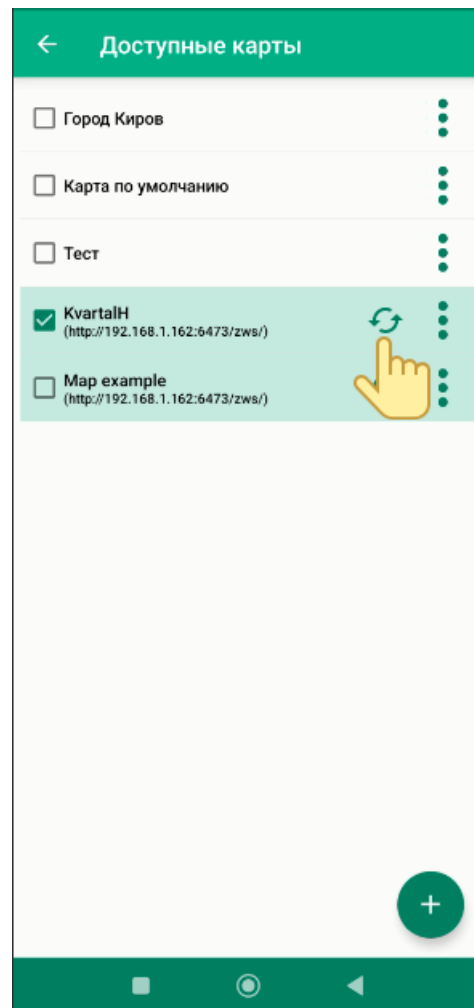 Доступные карты
Город Киров
Карта по умолчанию
Тест
KvartalH
(http://192.168.1.162:6473/zws/)
Map example
(http://192.168.1.162:6473/zws/)